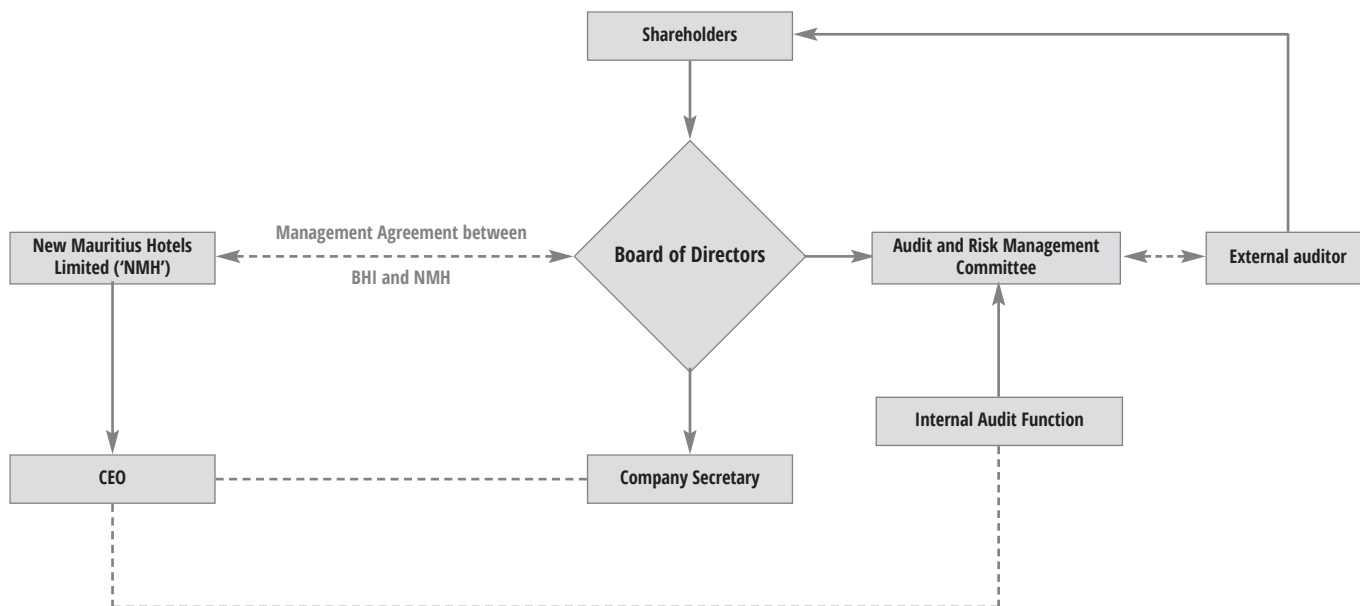 Shareholders
New Mauritius Hotels
Limited (‘NMH’)
Management Agreement between
BHI and NMH
Board of Directors
Audit and Risk Management
Committee
External auditor
Internal Audit Function
CEO
Company Secretary